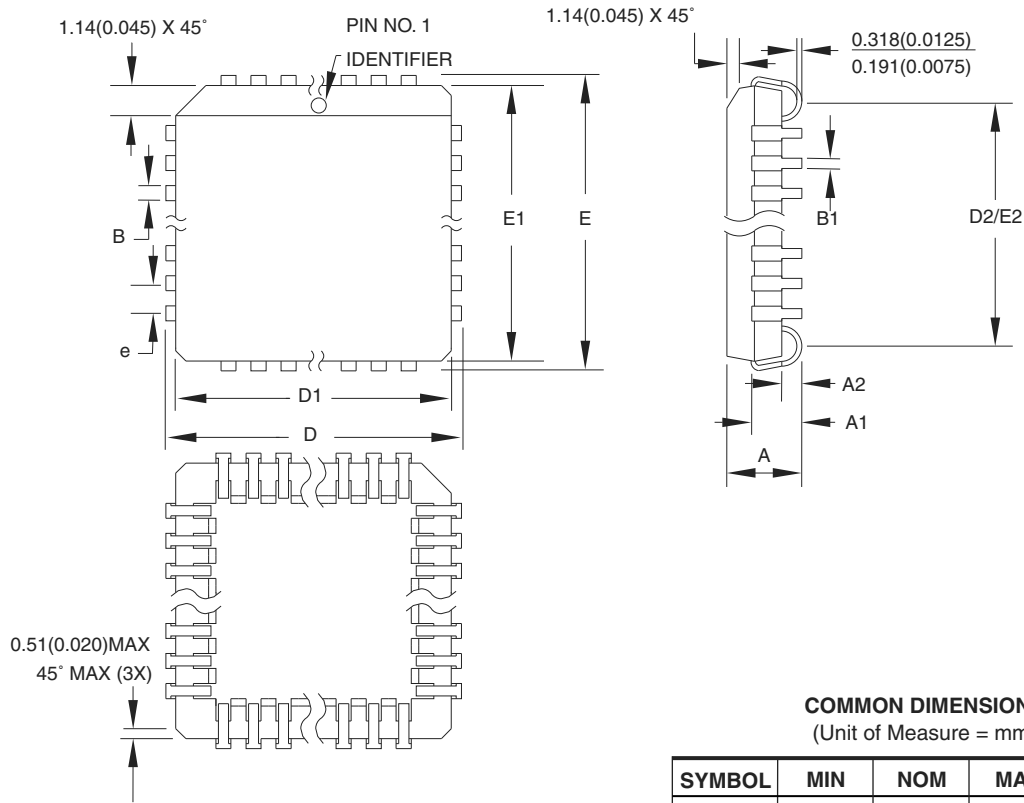 1.14(0.045) X 45˚
PIN NO. 1
IDENTIFIER
1.14(0.045) X 45˚
0.318(0.0125)
0.191(0.0075)
E1
E
B
e
B1
D2/E2
D1
D
A2
A1
A
0.51(0.020)MAX
45˚ MAX (3X)
COMMON DIMENSION
(Unit of Measure = mm
SYMBOL MIN NOM MA